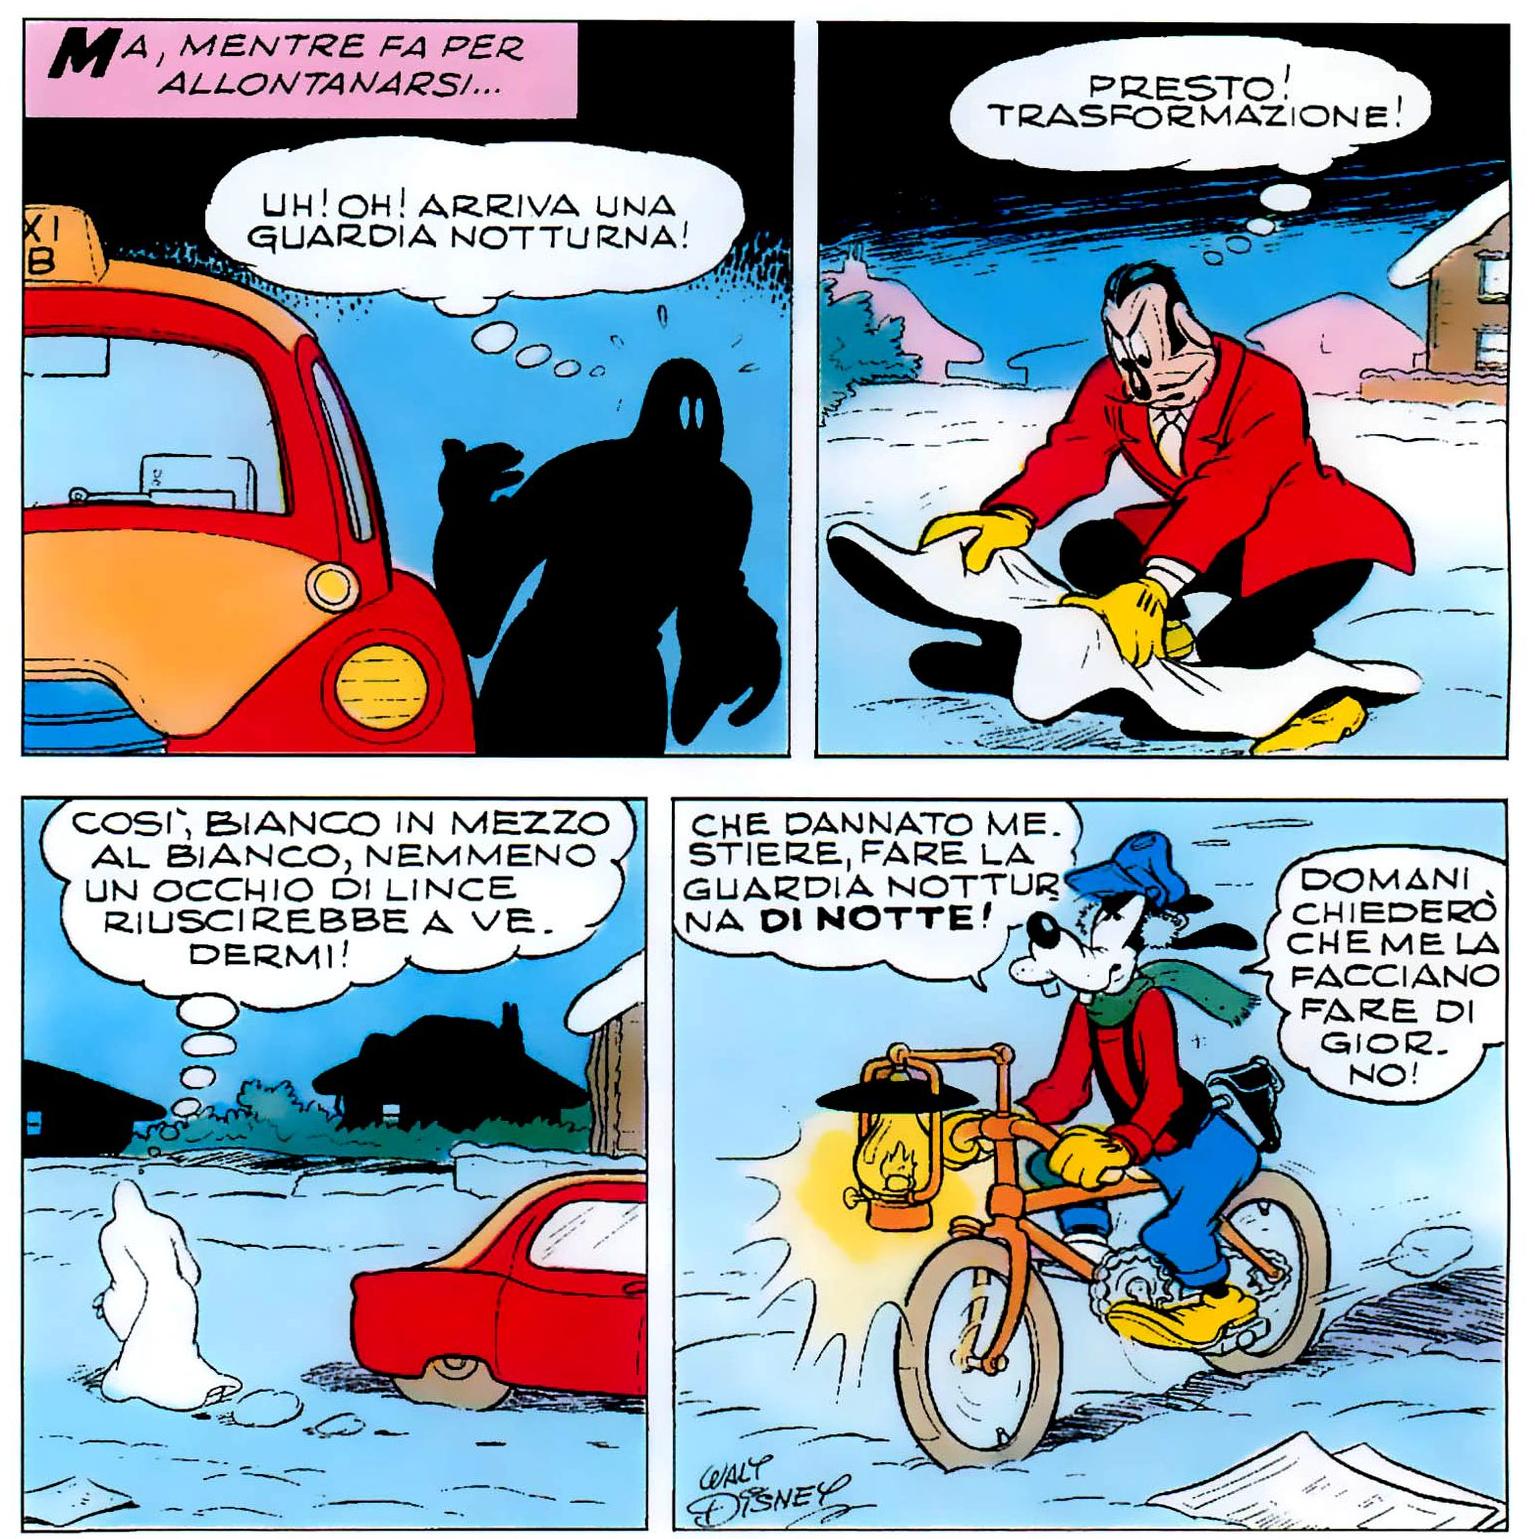 MA, MENTRE FA PER
ALLONTANARSI...
UH! OH! ARRIVA UNA
GUARDIA NOTTURNA!
XI
B
PRESTO!
TRASFORMAZIONE!
COSÌ, BIANCO IN MEZZO
AL BIANCO, NEMMENO
UN OCCHIO DI LINCE
RIUSCIREBBE A VE-
DERMI!
CHE DANNATO ME-
STIERE, FARE LA
GUARDIA NOTTUR
NA DI NOTTE!
DOMANI
CHIEDERÒ
CHE ME LA
FACCIANO
FARE DI
GIOR-
NO!
WALT
DISNEY